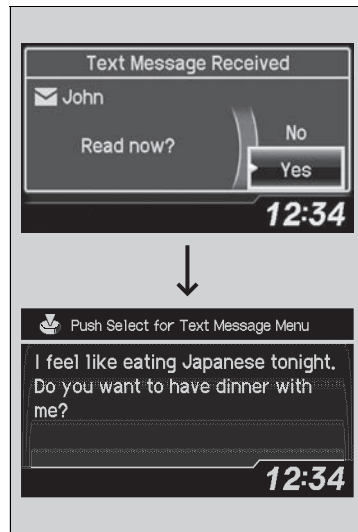 Text Message Received
John
Read now?
No
Yes
12:34
Push Select for Text Message Menu
I feel like eating Japanese tonight.
Do you want to have dinner with
me?
12:34